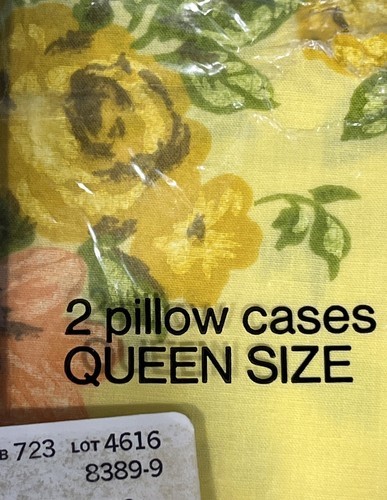 2 pillow cases
QUEEN SIZE
B 723 LOT 4616
8389-9